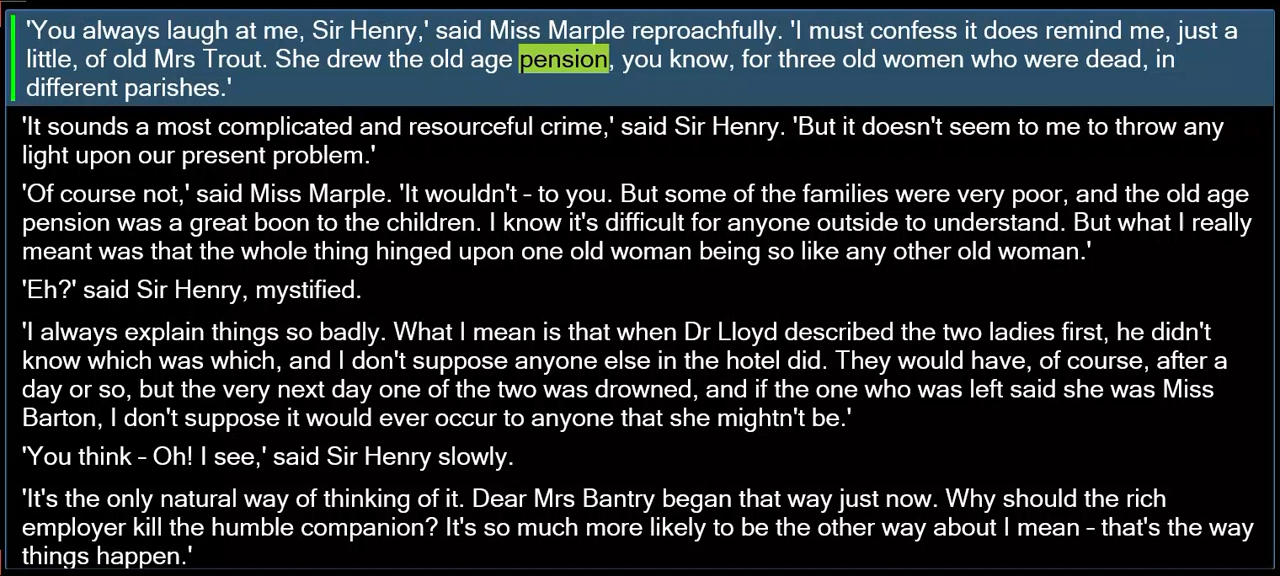 'You always laugh at me, Sir Henry,' said Miss Marple reproachfully. 'I must confess it does remind me, just a
little, of old Mrs Trout. She drew the old age pension, you know, for three old women who were dead, in
different parishes.'
'It sounds a most complicated and resourceful crime,' said Sir Henry. 'But it doesn't seem to me to throw any
light upon our present problem.'
'Of course not,' said Miss Marple. 'It wouldn't – to you. But some of the families were very poor, and the old age
pension was a great boon to the children. I know it's difficult for anyone outside to understand. But what I really
meant was that the whole thing hinged upon one old woman being so like any other old woman.'
'Eh?' said Sir Henry, mystified.
'I always explain things so badly. What I mean is that when Dr Lloyd described the two ladies first, he didn't
know which was which, and I don't suppose anyone else in the hotel did. They would have, of course, after a
day or so, but the very next day one of the two was drowned, and if the one who was left said she was Miss
Barton, I don't suppose it would ever occur to anyone that she mightn't be.'
'You think – Oh! I see,' said Sir Henry slowly.
'It's the only natural way of thinking of it. Dear Mrs Bantry began that way just now. Why should the rich
employer kill the humble companion? It's so much more likely to be the other way about I mean – that's the way
things happen.'